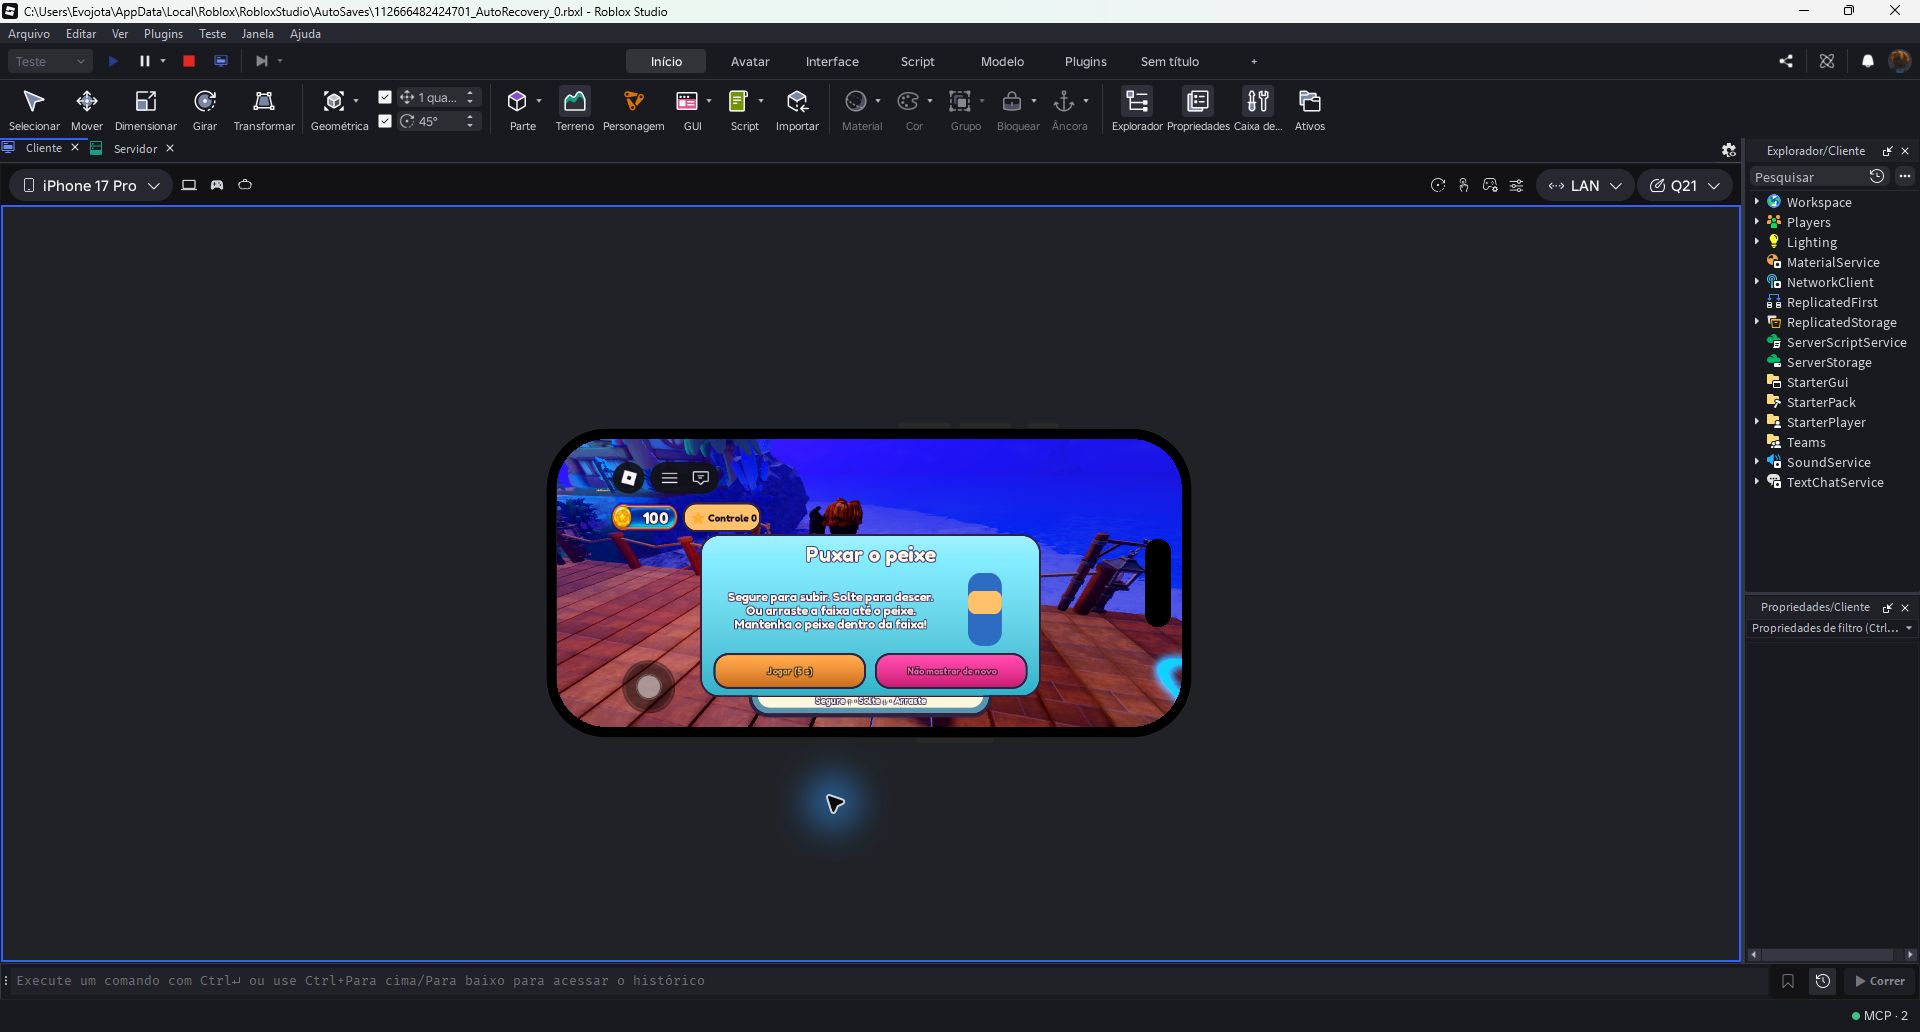 C:\Users\Evojota\AppData\Local\Roblox\RobloxStudio\AutoSaves\112666482424701_AutoRecovery_0.rbxl - Roblox Studio
Arquivo Editar Ver Plugins Teste Janela Ajuda
Teste
Início Avatar Interface Script Modelo Plugins Sem título +
1 qua...
45°
Selecionar Mover Dimensionar Girar Transformar Geométrica Parte Terreno Personagem GUI Script Importar Material Cor Grupo Bloquear Âncora Explorador Propriedades Caixa de... Ativos
Cliente Servidor
iPhone 17 Pro
LAN
Q21
Explorador/Cliente
Pesquisar
Workspace
Players
Lighting
MaterialService
NetworkClient
ReplicatedFirst
ReplicatedStorage
ServerScriptService
ServerStorage
StarterGui
StarterPack
StarterPlayer
Teams
SoundService
TextChatService
Propriedades/Cliente
Propriedades de filtro (Ctrl...
100
Controle 0
Puxar o peixe
Segure para subir. Solte para descer.
Ou arraste a faixa até o peixe.
Mantenha o peixe dentro da faixa!
Jogar (5 s)
Não mostrar de novo
Segure ↑ · Solte ↓ · Arraste
Execute um comando com Ctrl↵ ou use Ctrl+Para cima/Para baixo para acessar o histórico
Correr
MCP · 2